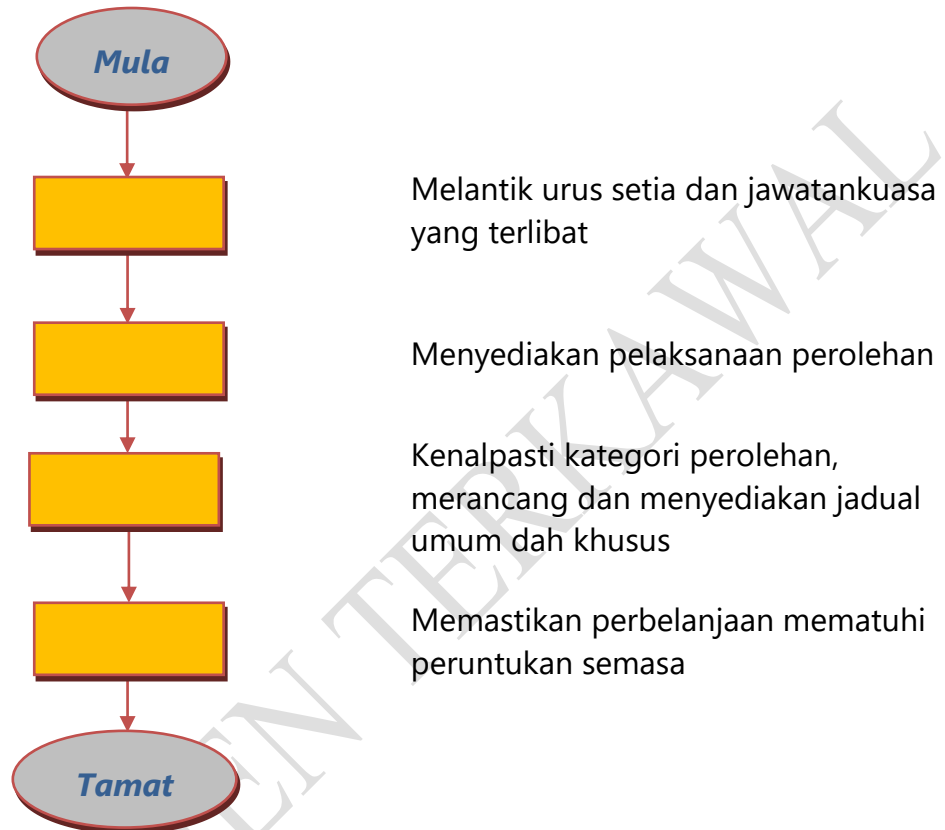 Mula
Melantik urus setia dan jawatankuasa
yang terlibat
Menyediakan pelaksanaan perolehan
Kenalpasti kategori perolehan,
merancang dan menyediakan jadual
umum dah khusus
Memastikan perbelanjaan mematuhi
peruntukan semasa
Tamat
EN TERKAWAL